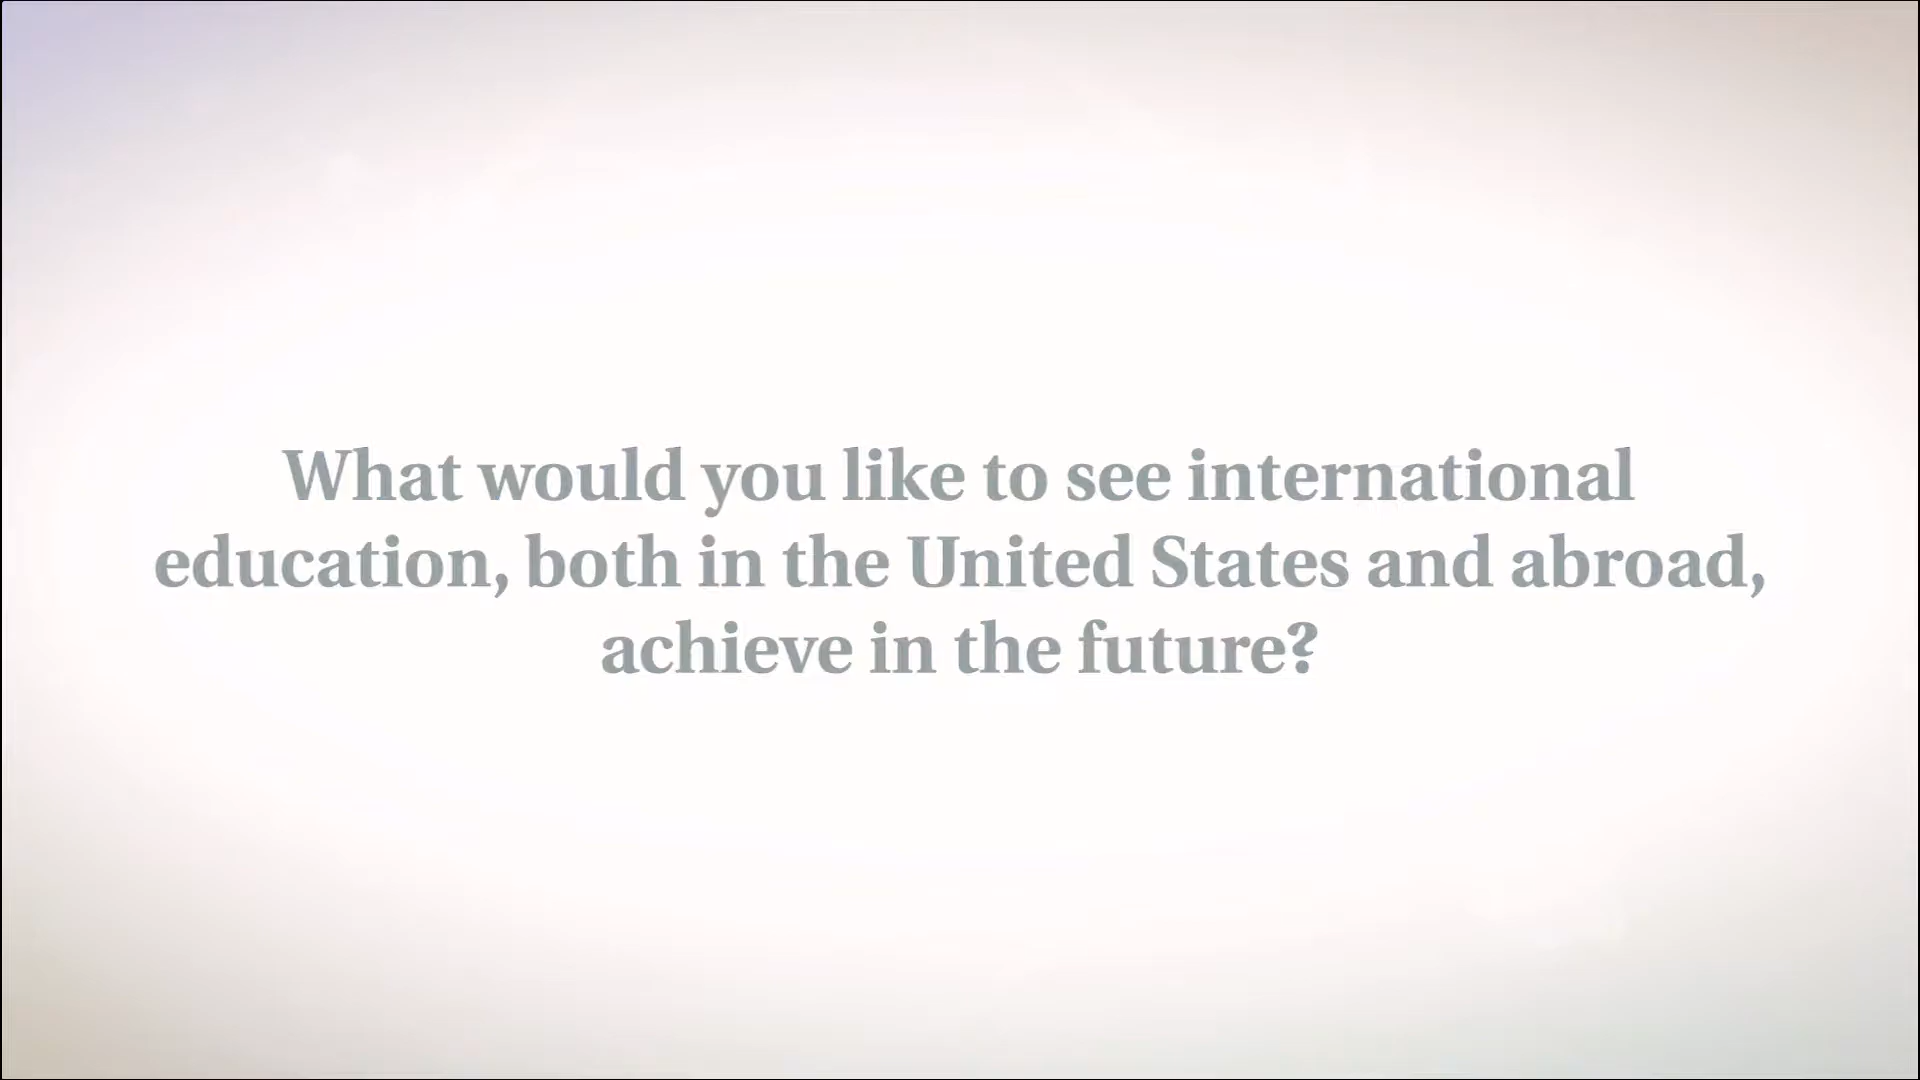 What would you like to see international
education, both in the United States and abroad,
achieve in the future?